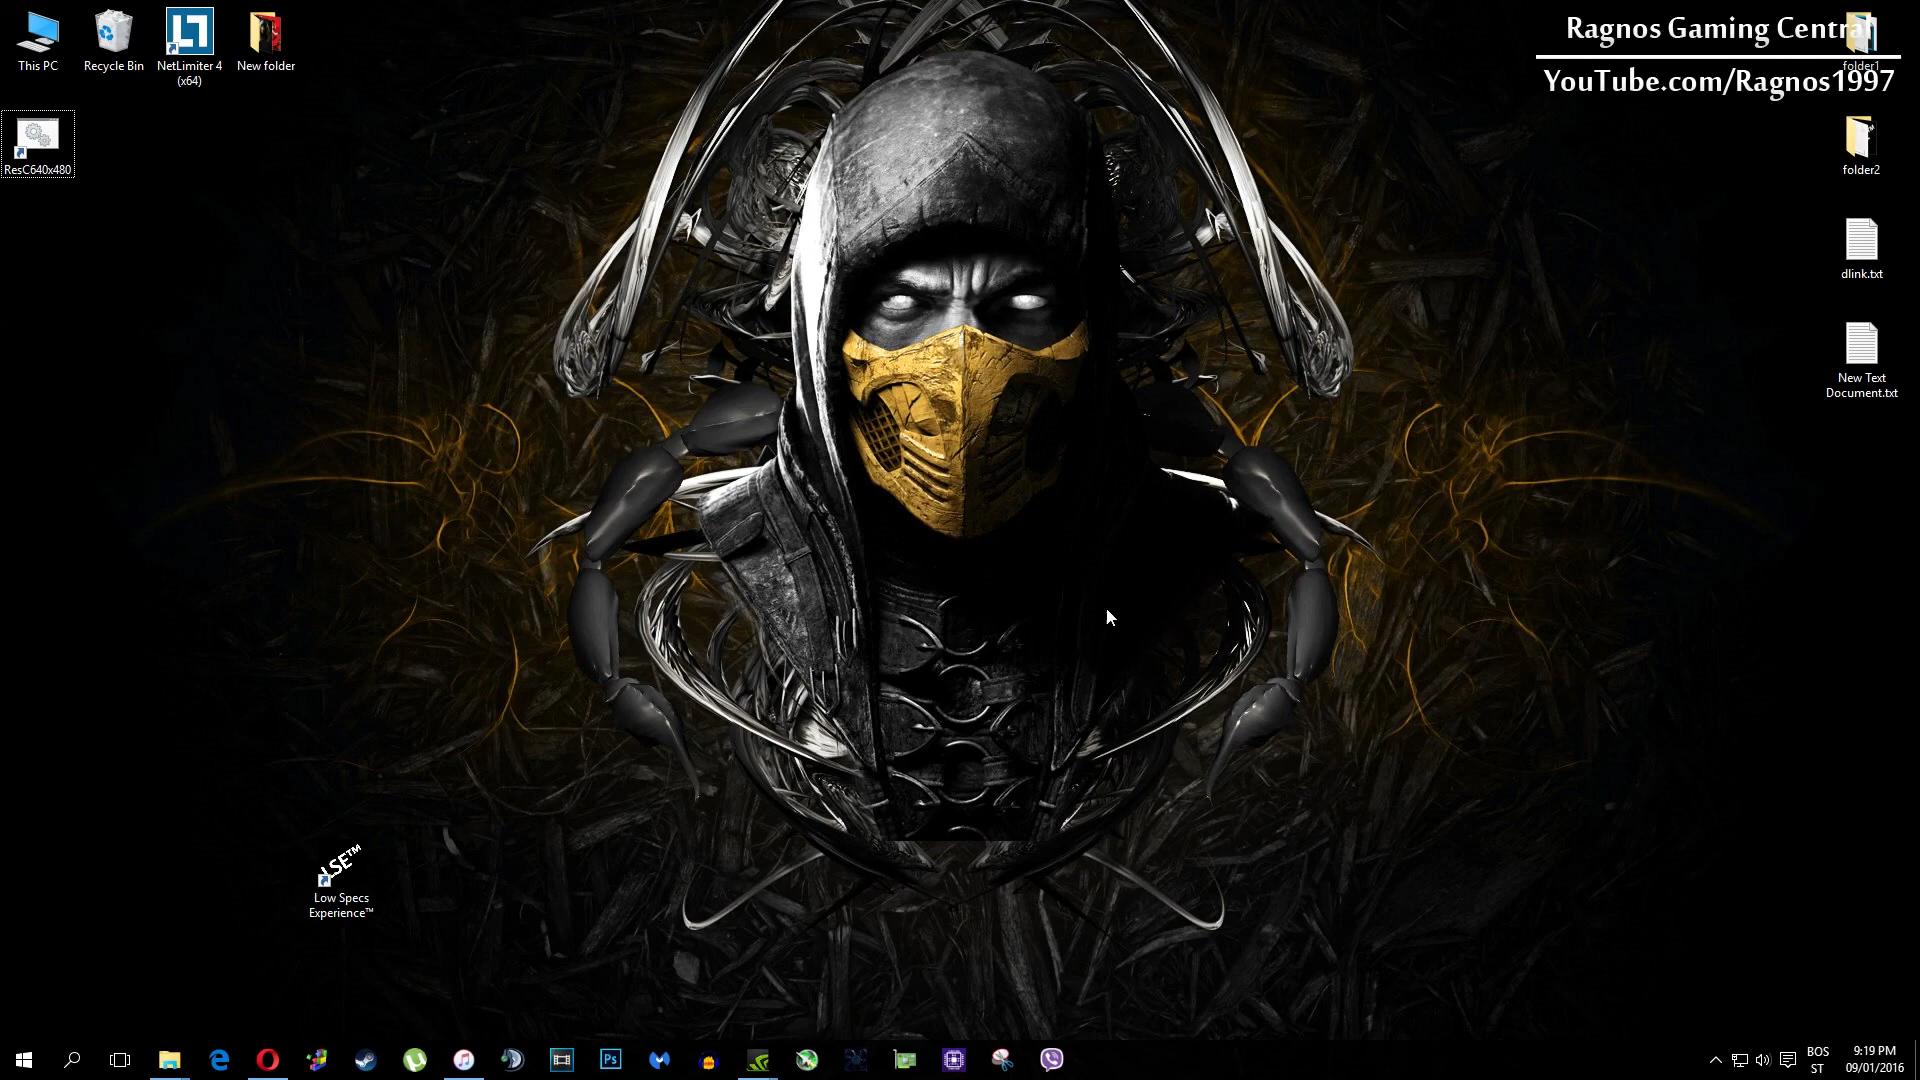 This PC
Recycle Bin
NetLimiter 4
(x64)
New folder
ResC640x480
Ragnos Gaming Central
folder1
YouTube.com/Ragnos1997
folder2
dlink.txt
New Text
Document.txt
LSE™
Low Specs
Experience™
Ps
BOS
ST
9:19 PM
09/01/2016